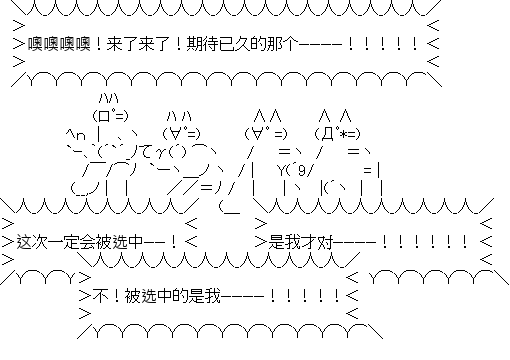 噢噢噢噢！来了来了！期待已久的那个————！！！！！
这次一定会被选中——！
是我才对————！！！！！！
不！被选中的是我————！！！！！